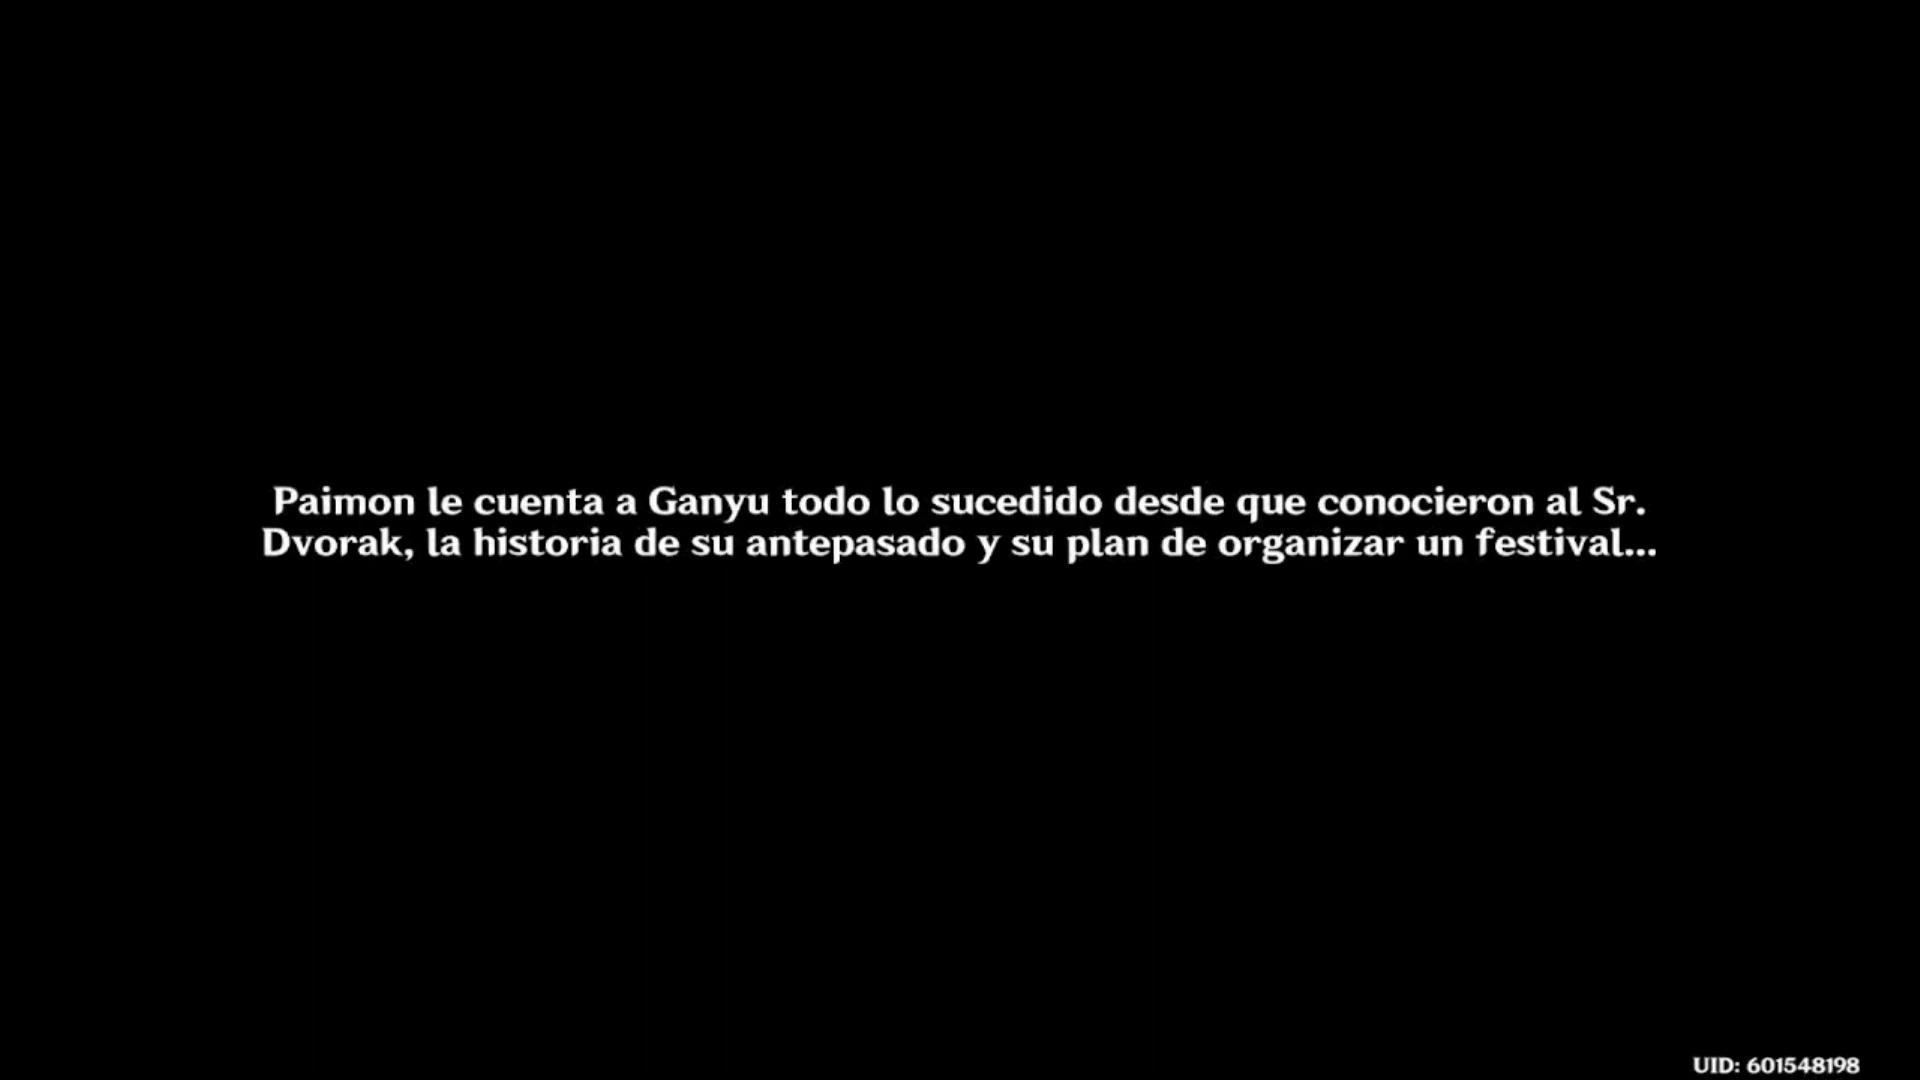 Paimon le cuenta a Ganyu todo lo sucedido desde que conocieron al Sr.
Dvorak, la historia de su antepasado y su plan de organizar un festival...
UID: 601548198